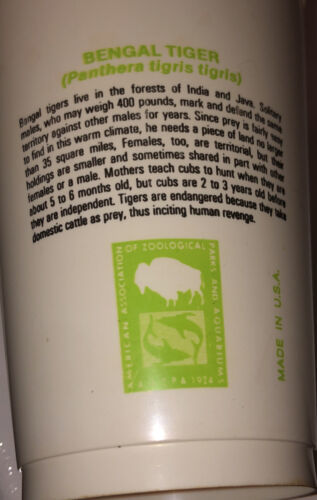 BENGAL TIGER
(Panthera tigris tigris)
Bengal tigers live in the forests of India and Java. Solitary
males, who may weigh 400 pounds, mark and defend the same
territory against other males for years. Since prey is fairly easy
to find in this warm climate, he needs a piece of land no larger
than 35 square miles. Females, too, are territorial, but their
holdings are smaller and sometimes shared in part with other
females or a male. Mothers teach cubs to hunt when they are
about 5 to 6 months old, but cubs are 2 to 3 years old before
they are independent. Tigers are endangered because they take
domestic cattle as prey, thus inciting human revenge.
AMERICAN ASSOCIATION OF ZOOLOGICAL PARKS AND AQUARIUMS
1924
MADE IN U.S.A.